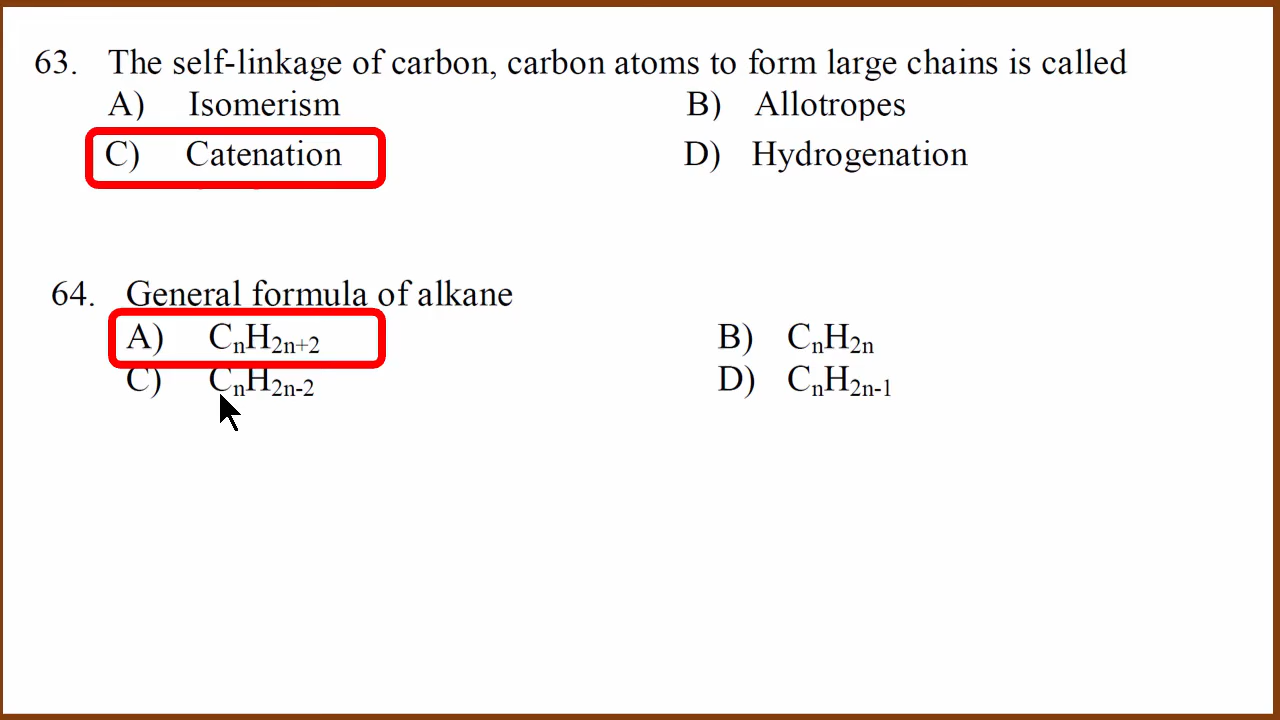 63. The self-linkage of carbon, carbon atoms to form large chains is called
A) Isomerism B) Allotropes
C) Catenation D) Hydrogenation
64. General formula of alkane
A) CₙH₂ₙ₊₂ B) CₙH₂ₙ
C) CₙH₂ₙ₋₂ D) CₙH₂ₙ₋₁